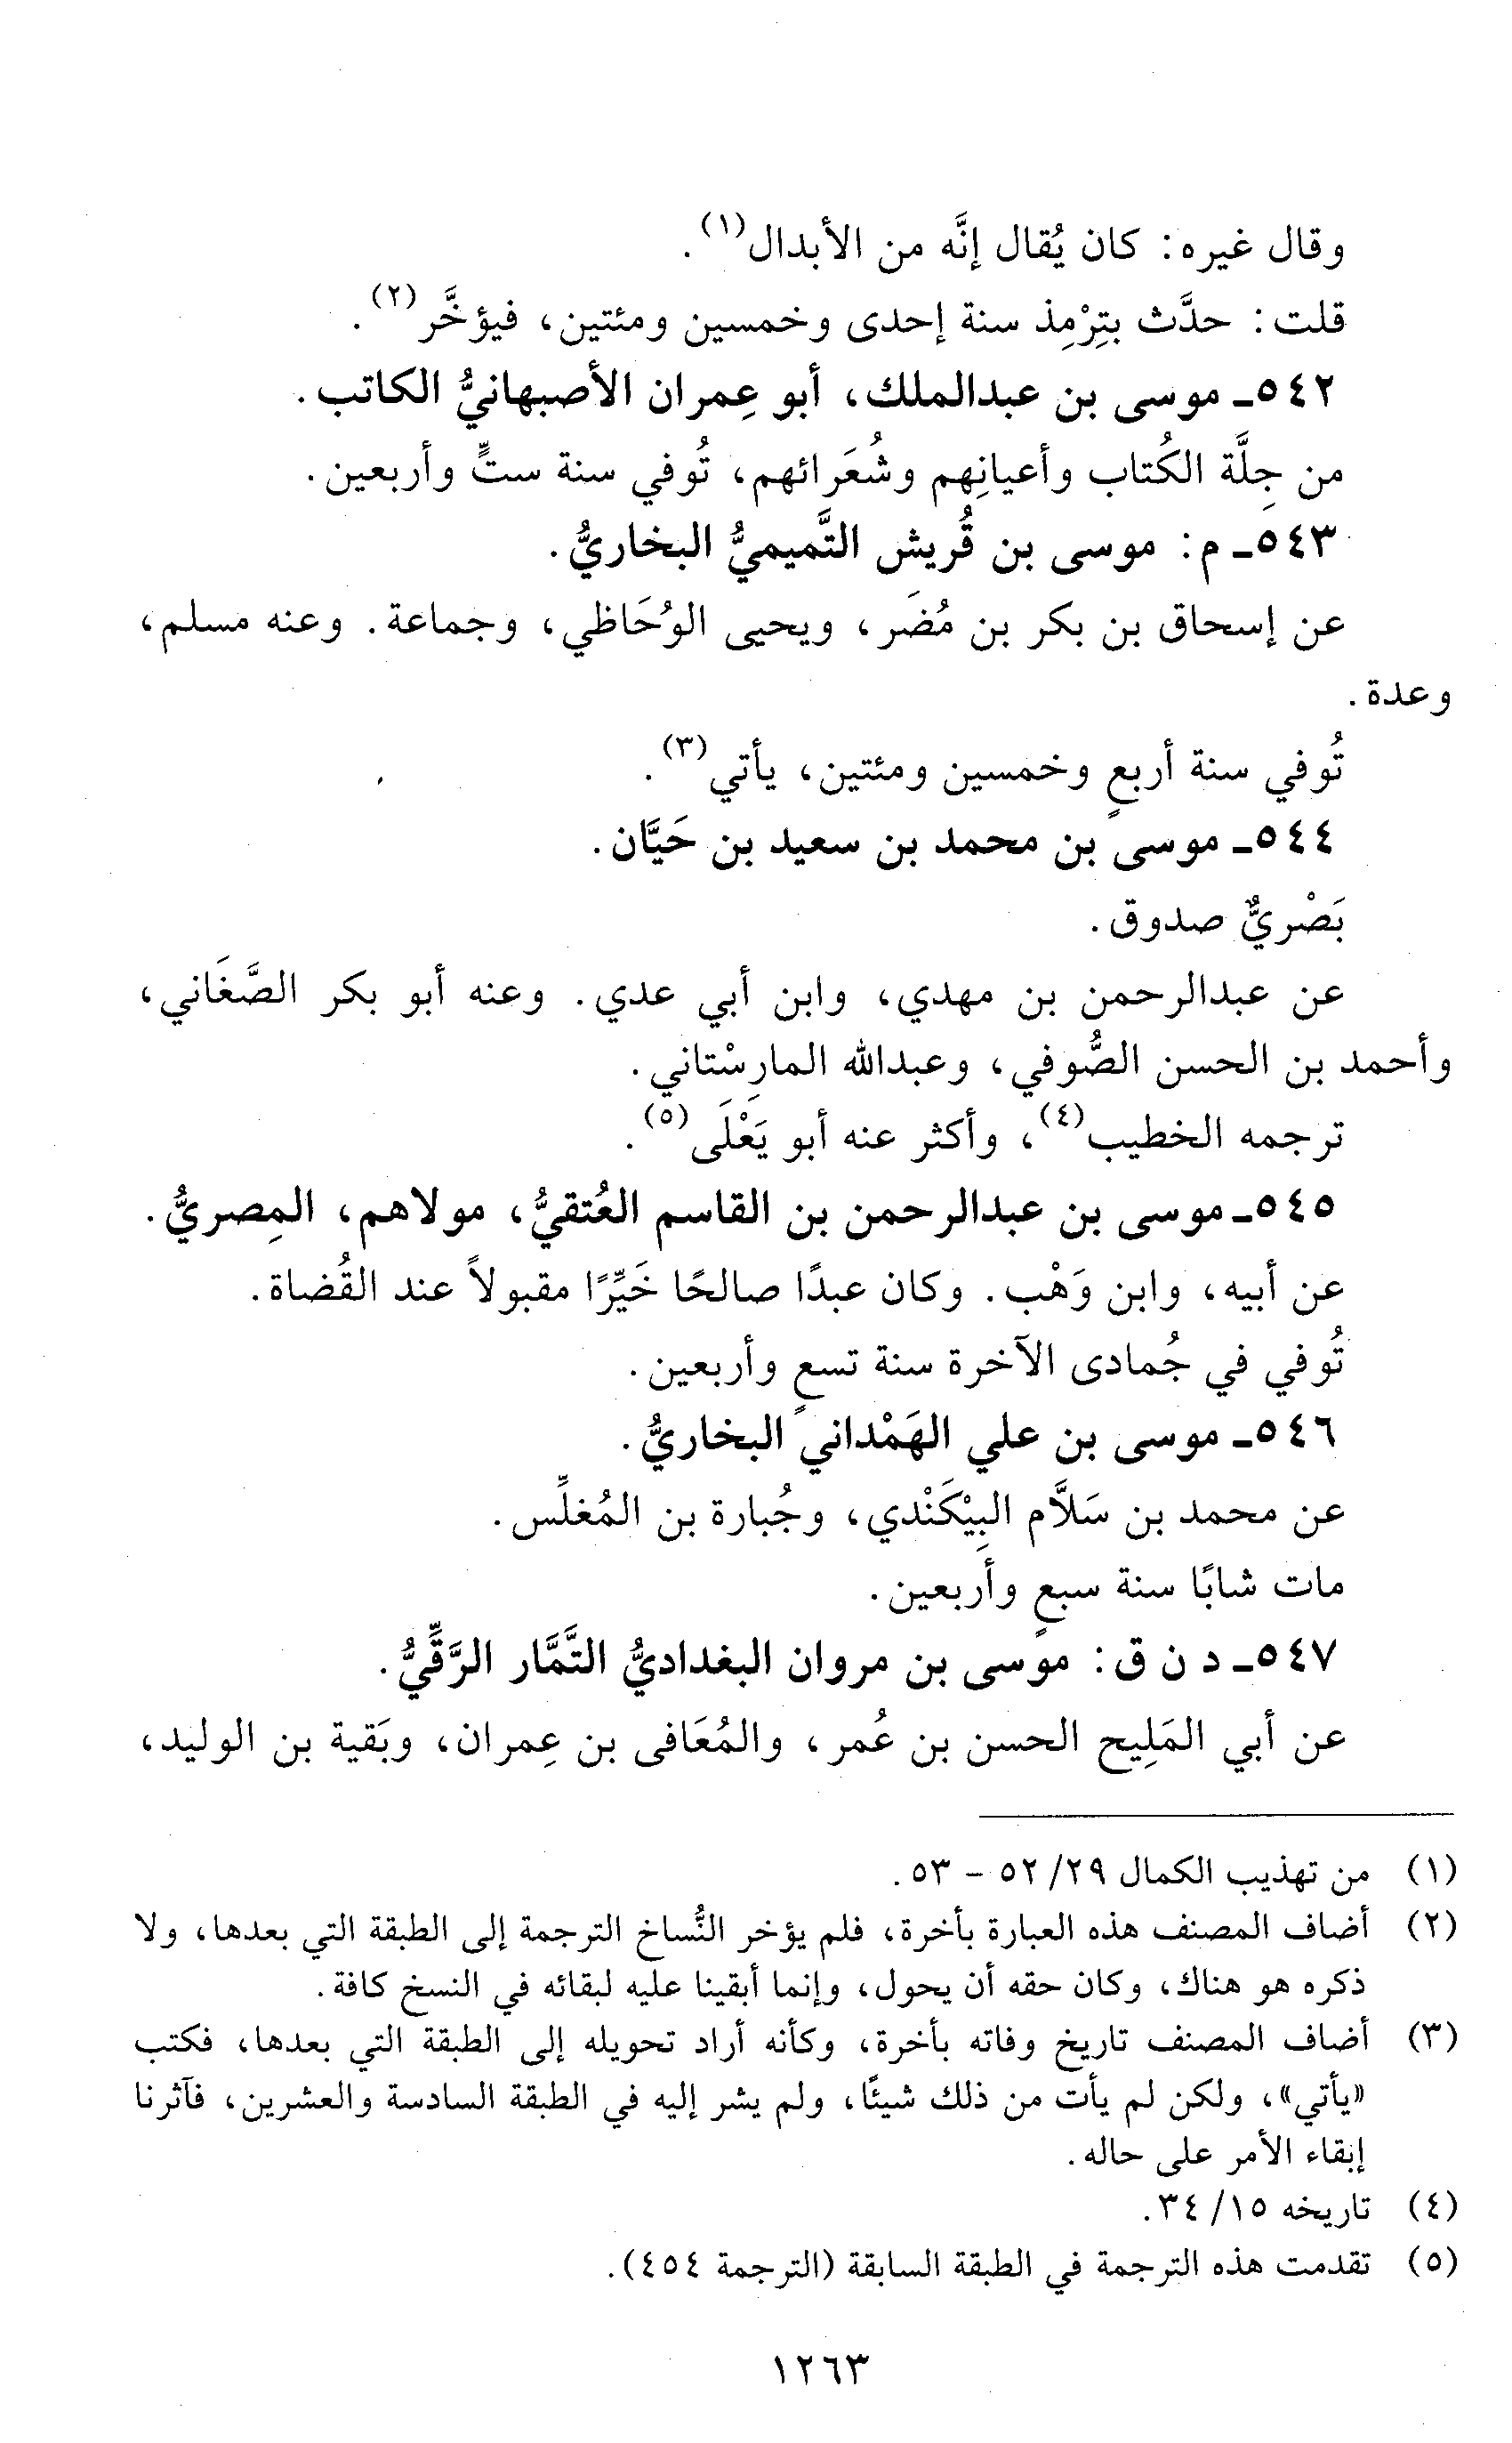 وقال غيره: كان يُقال إنَّه من الأبدال(١).
قلت: حدَّث بتِرْمِذ سنة إحدى وخمسين ومئتين، فيؤخَّر(٢).
٥٤٢ـ موسى بن عبدالملك، أبو عِمران الأصبهانيُّ الكاتب.
من جِلَّة الكُتاب وأعيانِهم وشُعَرائهم، تُوفي سنة ستٍّ وأربعين.
٥٤٣ـ م: موسى بن قُريش التَّميميُّ البخاريُّ.
عن إسحاق بن بكر بن مُضَر، ويحيى الوُحَاظي، وجماعة. وعنه مسلم،
وعدة.
تُوفي سنة أربعٍ وخمسين ومئتين، يأتي(٣).
٥٤٤ـ موسى بن محمد بن سعيد بن حَيَّان.
بَصْريٌّ صدوق.
عن عبدالرحمن بن مهدي، وابن أبي عدي. وعنه أبو بكر الصَّغَاني،
وأحمد بن الحسن الصُّوفي، وعبدالله المارِسْتاني.
ترجمه الخطيب(٤)، وأكثر عنه أبو يَعْلَى(٥).
٥٤٥ـ موسى بن عبدالرحمن بن القاسم العُتقيُّ، مولاهم، المِصريُّ.
عن أبيه، وابن وَهْب. وكان عبدًا صالحًا خَيِّرًا مقبولاً عند القُضاة.
تُوفي في جُمادى الآخرة سنة تسعٍ وأربعين.
٥٤٦ـ موسى بن علي الهَمْداني البخاريُّ.
عن محمد بن سَلاَّم البِيْكَنْدي، وجُبارة بن المُغلِّس.
مات شابًا سنة سبعٍ وأربعين.
٥٤٧ـ د ن ق: موسى بن مروان البغداديُّ التَّمَّار الرَّقِّيُّ.
عن أبي المَلِيح الحسن بن عُمر، والمُعَافى بن عِمران، وبَقية بن الوليد،
(١) من تهذيب الكمال ٢٩/ ٥٢ - ٥٣.
(٢) أضاف المصنف هذه العبارة بأخرة، فلم يؤخر النُّساخ الترجمة إلى الطبقة التي بعدها، ولا
ذكره هو هناك، وكان حقه أن يحول، وإنما أبقينا عليه لبقائه في النسخ كافة.
(٣) أضاف المصنف تاريخ وفاته بأخرة، وكأنه أراد تحويله إلى الطبقة التي بعدها، فكتب
«يأتي»، ولكن لم يأت من ذلك شيئًا، ولم يشر إليه في الطبقة السادسة والعشرين، فآثرنا
إبقاء الأمر على حاله.
(٤) تاريخه ١٥/ ٣٤.
(٥) تقدمت هذه الترجمة في الطبقة السابقة (الترجمة ٤٥٤).
١٢٦٣